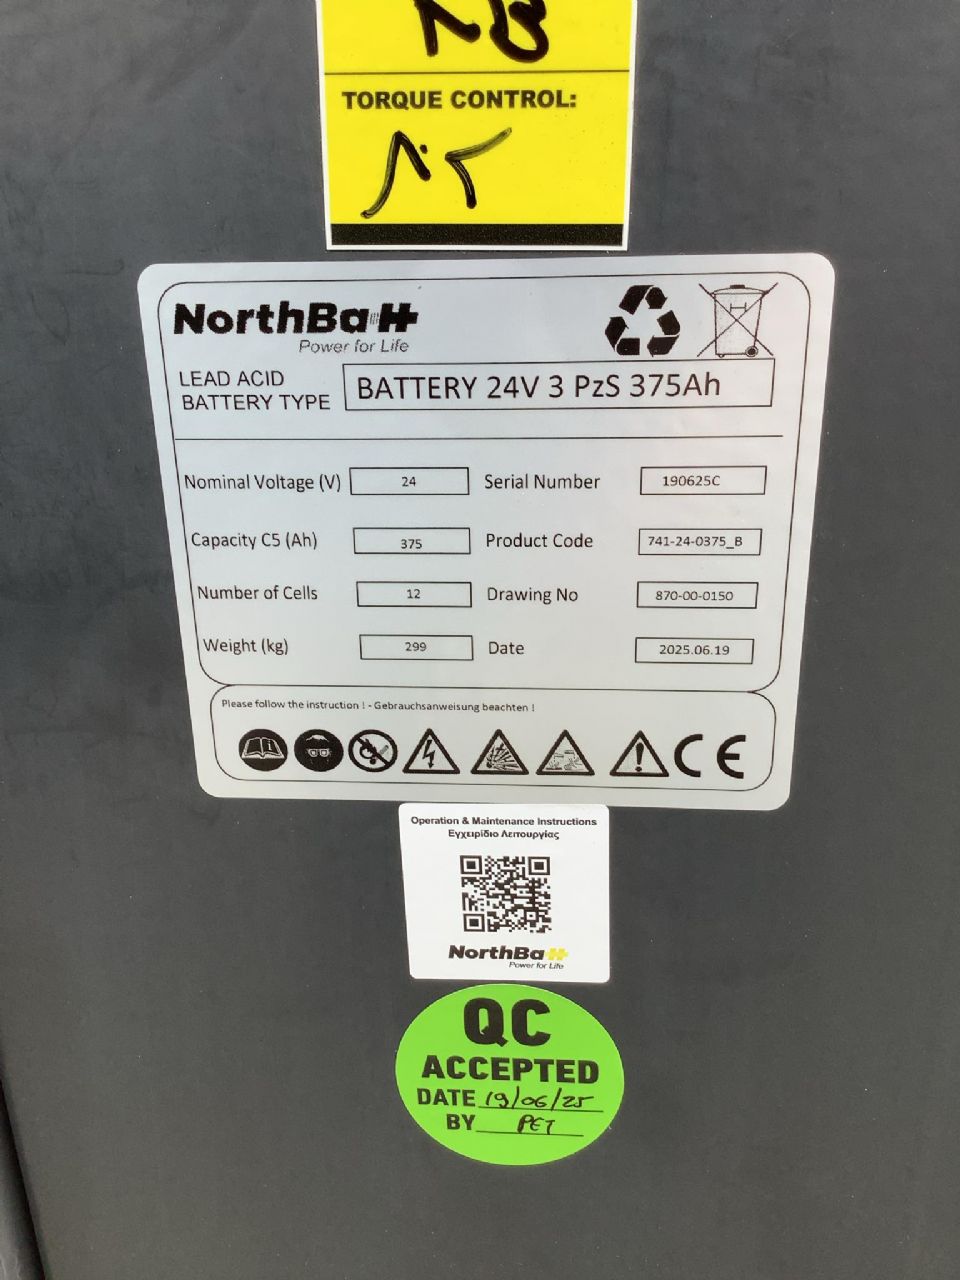 TORQUE CONTROL:
NorthBatt
Power for Life
LEAD ACID
BATTERY TYPE
BATTERY 24V 3 PzS 375Ah
Nominal Voltage (V) 24 Serial Number 190625C
Capacity C5 (Ah) 375 Product Code 741-24-0375_B
Number of Cells 12 Drawing No 870-00-0150
Weight (kg) 299 Date 2025.06.19
Please follow the instruction ! - Gebrauchsanweisung beachten !
CE
Operation & Maintenance Instructions
Εγχειρίδιο Λειτουργίας
NorthBatt
Power for Life
QC
ACCEPTED
DATE 19/06/25
BY PET